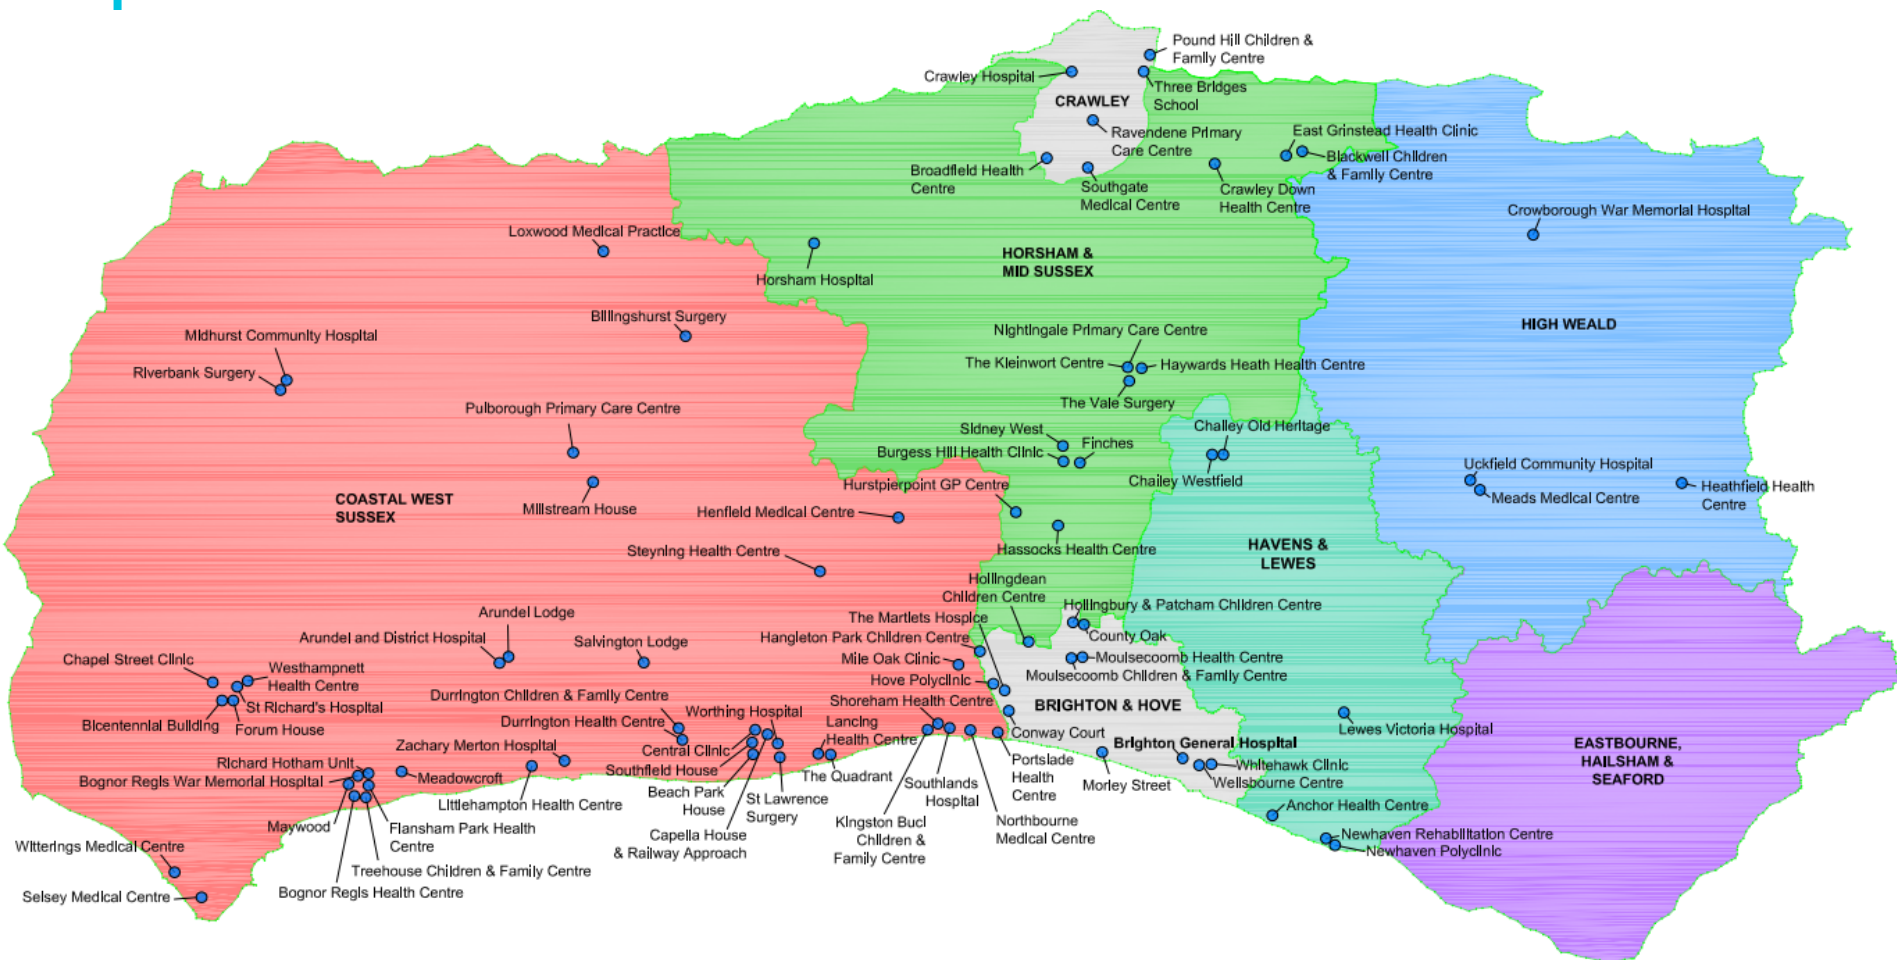 Pound Hill Children &
Family Centre
Crawley Hospital
Three Bridges
School
CRAWLEY
Ravendene Primary
Care Centre
East Grinstead Health Clinic
Blackwell Children
& Family Centre
Broadfield Health
Centre
Southgate
Medical Centre
Crawley Down
Health Centre
Crowborough War Memorial Hospital
Loxwood Medical Practice
Horsham Hospital
HORSHAM &
MID SUSSEX
Billingshurst Surgery
HIGH WEALD
Midhurst Community Hospital
Riverbank Surgery
Nightingale Primary Care Centre
The Kleinwort Centre
Haywards Heath Health Centre
The Vale Surgery
Pulborough Primary Care Centre
Sidney West
Finches
Burgess Hill Health Clinic
Chailey Old Heritage
Chailey Westfield
Uckfield Community Hospital
Meads Medical Centre
Heathfield Health
Centre
Hurstpierpoint GP Centre
COASTAL WEST
SUSSEX
Millstream House
Henfield Medical Centre
Hassocks Health Centre
Steyning Health Centre
HAVENS &
LEWES
Hollingdean
Children Centre
Hollingbury & Patcham Children Centre
The Martlets Hospice
County Oak
Arundel Lodge
Arundel and District Hospital
Salvington Lodge
Hangleton Park Children Centre
Mile Oak Clinic
Moulsecoomb Health Centre
Moulsecoomb Children & Family Centre
Chapel Street Clinic
Westhampnett
Health Centre
St Richard's Hospital
Bicentennial Building
Forum House
Hove Polyclinic
Durrington Children & Family Centre
Shoreham Health Centre
BRIGHTON & HOVE
Durrington Health Centre
Worthing Hospital
Lancing
Health Centre
Conway Court
Lewes Victoria Hospital
Zachary Merton Hospital
Central Clinic
Southfield House
Brighton General Hospital
EASTBOURNE,
HAILSHAM &
SEAFORD
Richard Hotham Unit
Bognor Regis War Memorial Hospital
Meadowcroft
Littlehampton Health Centre
Beach Park
House
St Lawrence
Surgery
The Quadrant
Southlands
Hospital
Portslade
Health
Centre
Morley Street
Whitehawk Clinic
Wellsbourne Centre
Anchor Health Centre
Maywood
Flansham Park Health
Centre
Capella House
& Railway Approach
Kingston Buci
Children &
Family Centre
Northbourne
Medical Centre
Newhaven Rehabilitation Centre
Newhaven Polyclinic
Witterings Medical Centre
Treehouse Children & Family Centre
Bognor Regis Health Centre
Selsey Medical Centre